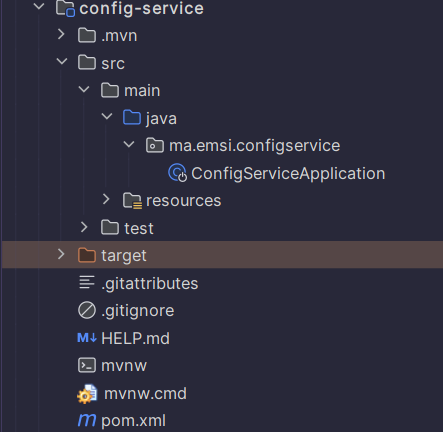 config-service
.mvn
src
main
java
ma.emsi.configservice
ConfigServiceApplication
resources
test
target
.gitattributes
.gitignore
M↓ HELP.md
mvnw
mvnw.cmd
m pom.xml